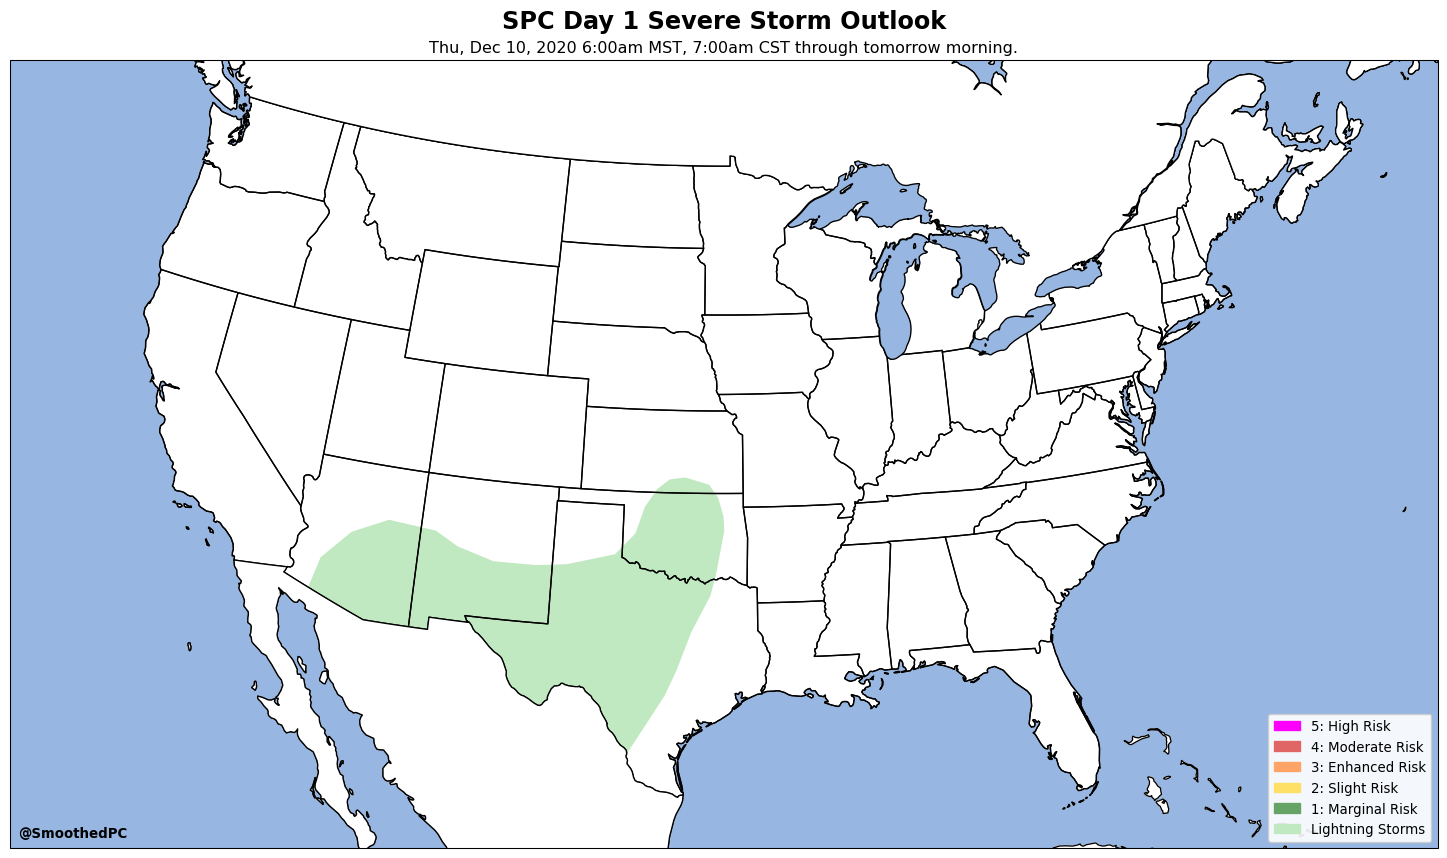 SPC Day 1 Severe Storm Outlook
Thu, Dec 10, 2020 6:00am MST, 7:00am CST through tomorrow morning.
5: High Risk
4: Moderate Risk
3: Enhanced Risk
2: Slight Risk
1: Marginal Risk
Lightning Storms
@SmoothedPC